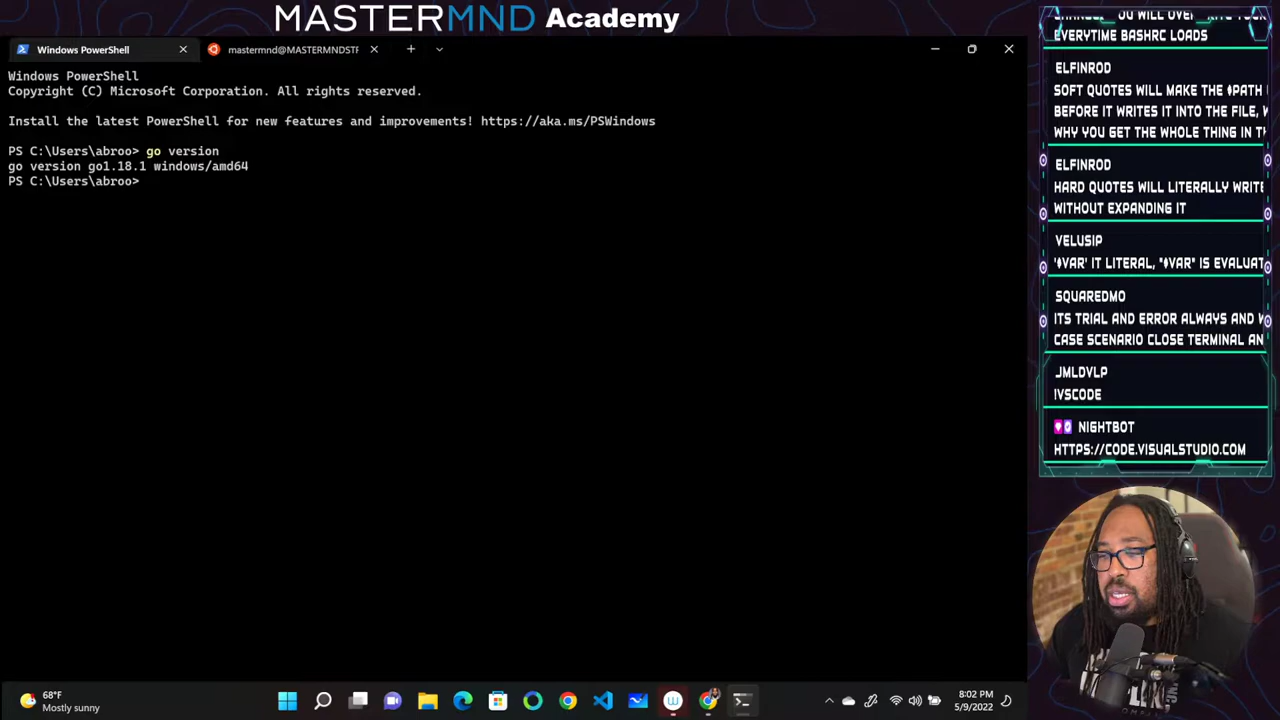 MASTERMND Academy
Windows PowerShell
mastermnd@MASTERMNDSTF
Windows PowerShell
Copyright (C) Microsoft Corporation. All rights reserved.
Install the latest PowerShell for new features and improvements! https://aka.ms/PSWindows
PS C:\Users\abroo> go version
go version go1.18.1 windows/amd64
PS C:\Users\abroo>
EVERYTIME BASHRC LOADS
ELFINROD
SOFT QUOTES WILL MAKE THE $PATH
BEFORE IT WRITES IT INTO THE FILE,
WHY YOU GET THE WHOLE THING IN
ELFINROD
HARD QUOTES WILL LITERALLY WRITE
WITHOUT EXPANDING IT
VELUSIP
'$VAR' IT LITERAL, "$VAR" IS EVALUAT
SQUAREDMO
ITS TRIAL AND ERROR ALWAYS AND
CASE SCENARIO CLOSE TERMINAL AN
JMLDVLP
!VSCODE
NIGHTBOT
HTTPS://CODE.VISUALSTUDIO.COM
68°F
Mostly sunny
8:02 PM
5/9/2022